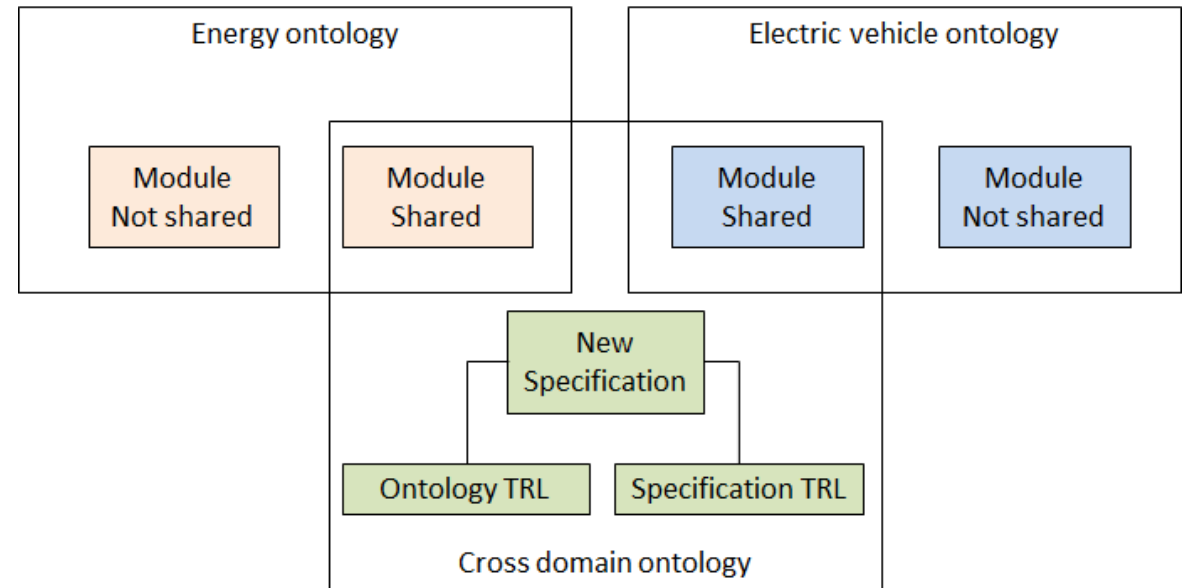 Energy ontology
Electric vehicle ontology
Module
Not shared
Module
Shared
Module
Shared
Module
Not shared
New
Specification
Ontology TRL
Specification TRL
Cross domain ontology